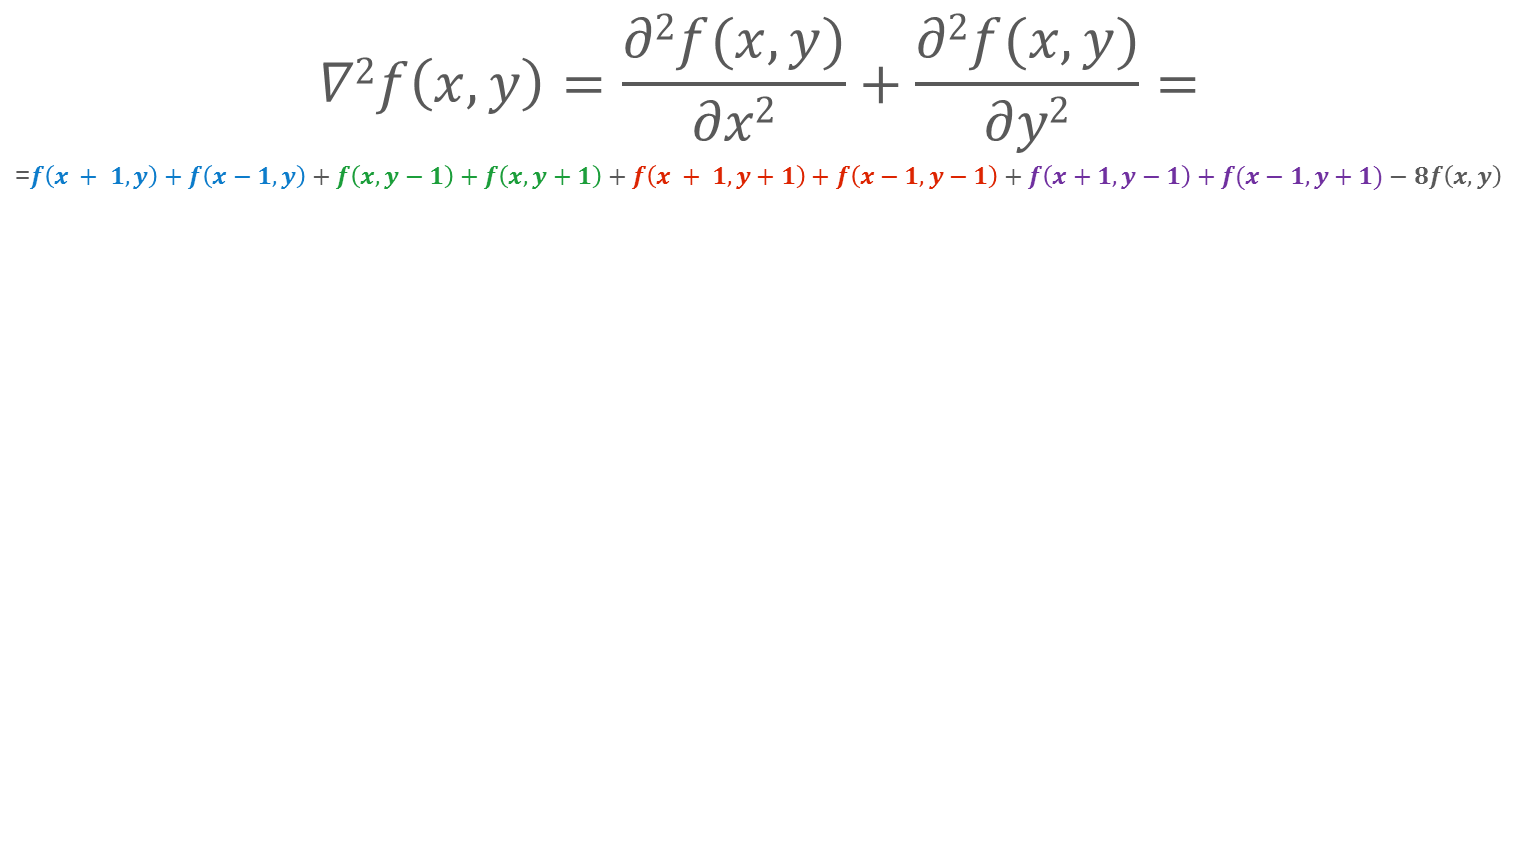 ∇²f(x, y) = ∂²f(x, y)/∂x² + ∂²f(x, y)/∂y² =
=f(x + 1, y) + f(x − 1, y) + f(x, y − 1) + f(x, y + 1) + f(x + 1, y + 1) + f(x − 1, y − 1) + f(x + 1, y − 1) + f(x − 1, y + 1) − 8f(x, y)